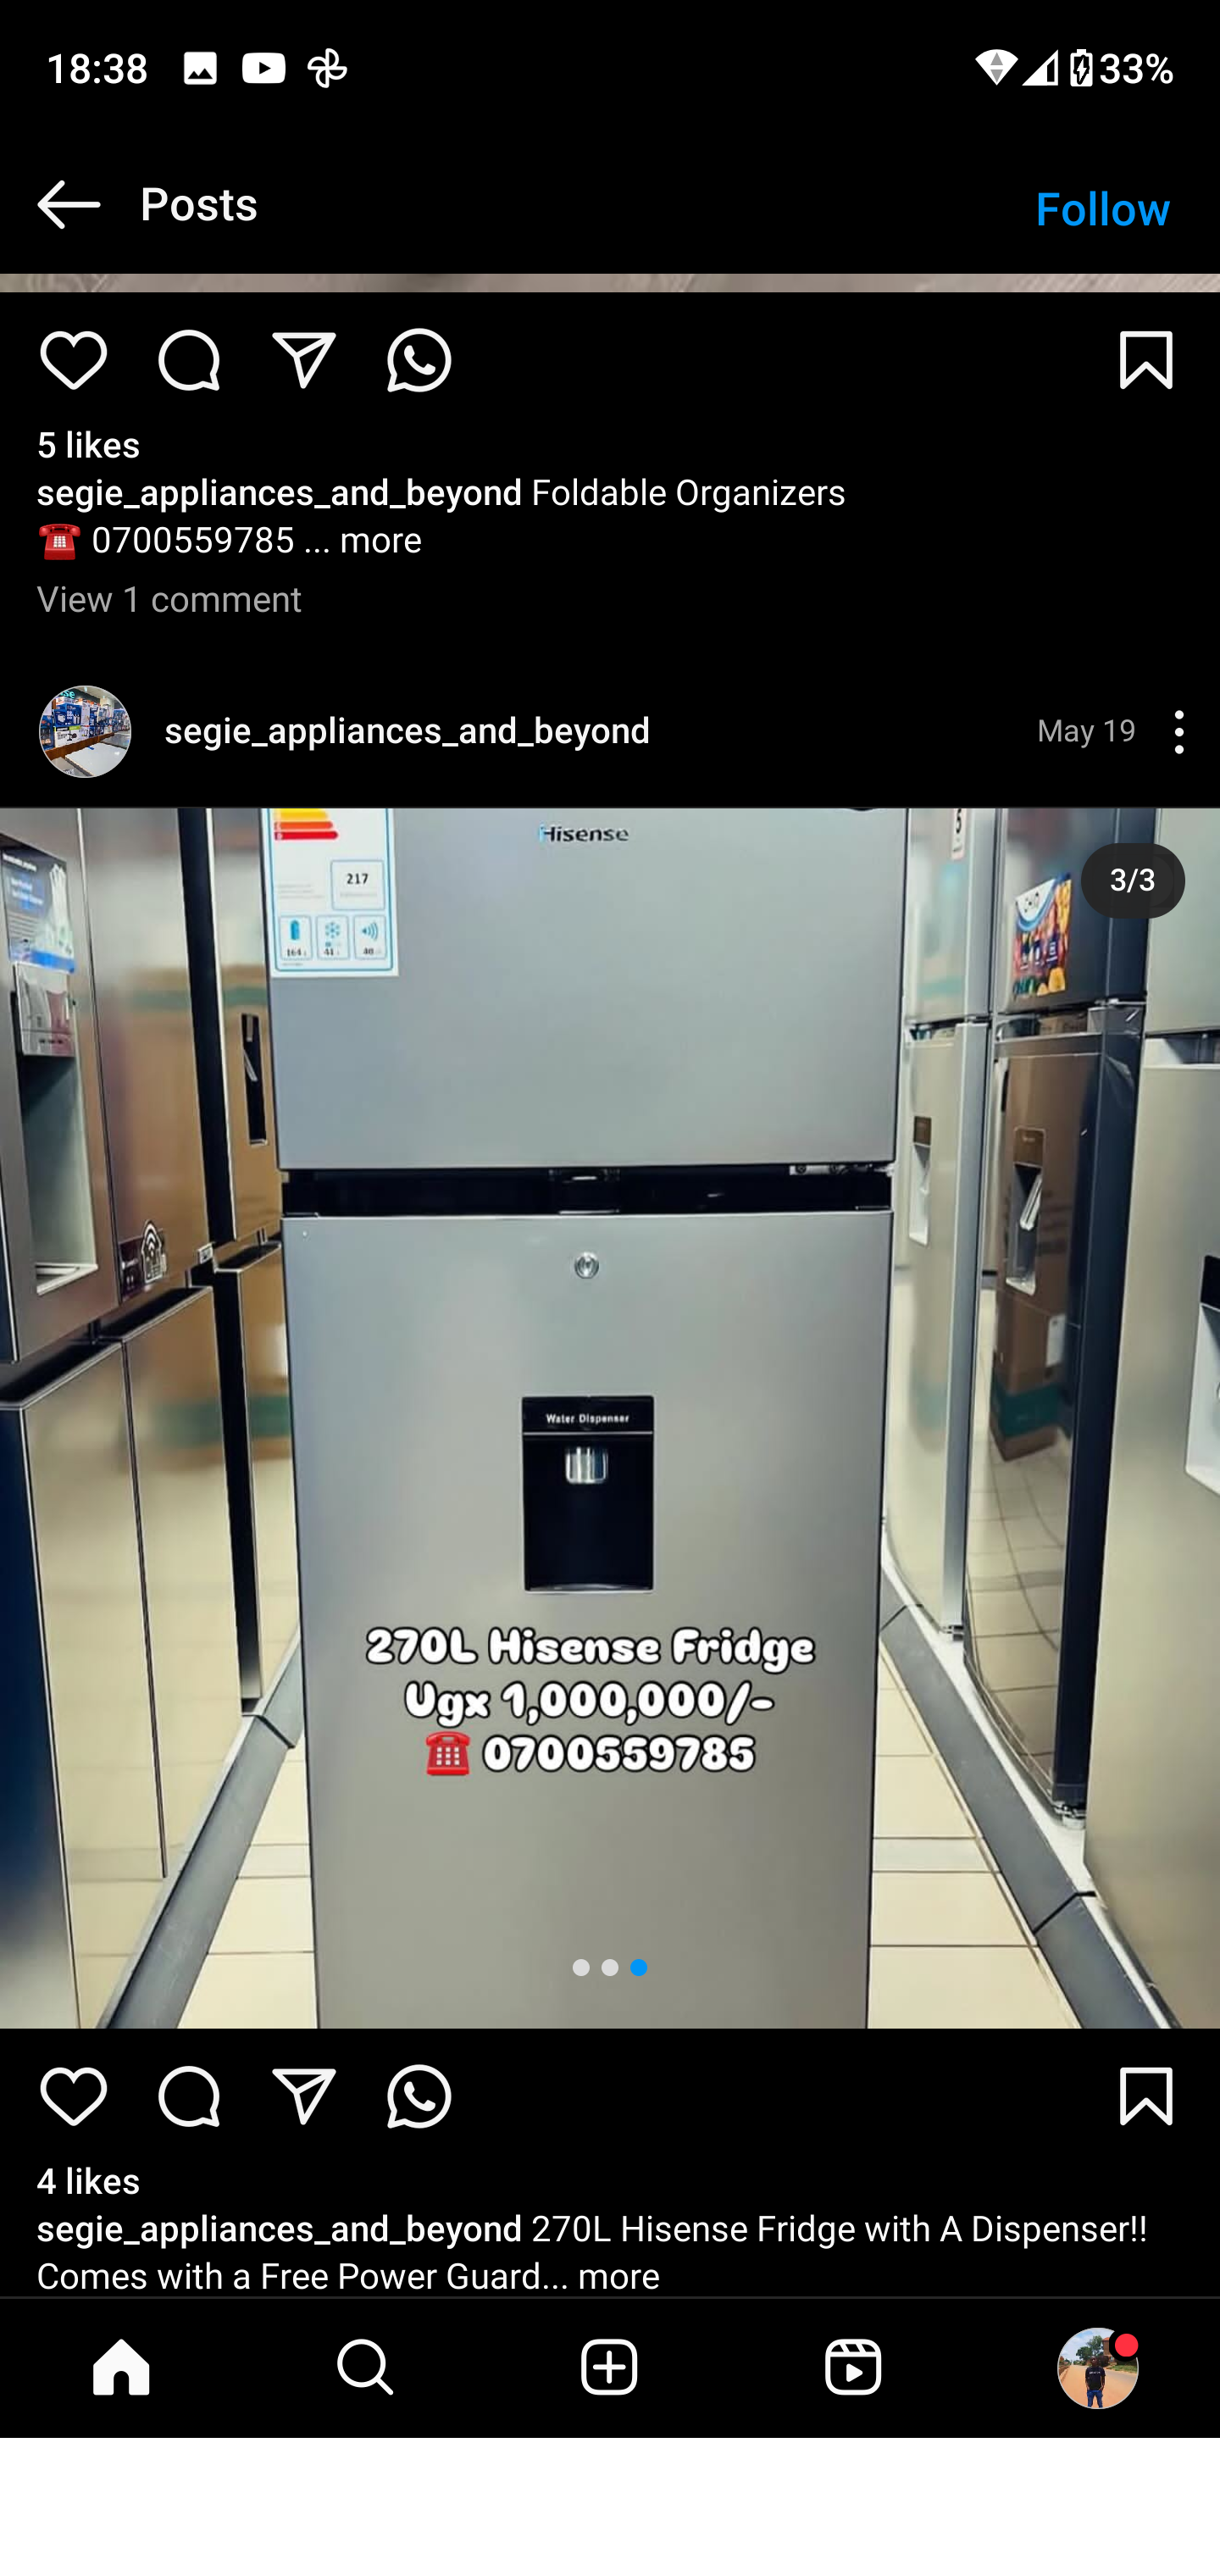 18:38
33%
Posts
Follow
5 likes
segie_appliances_and_beyond Foldable Organizers
☎️ 0700559785 ... more
View 1 comment
segie_appliances_and_beyond
May 19
Hisense
3/3
217
164 41 40
Water Dispenser
270L Hisense Fridge
Ugx 1,000,000/-
☎️ 0700559785
4 likes
segie_appliances_and_beyond 270L Hisense Fridge with A Dispenser!!
Comes with a Free Power Guard... more